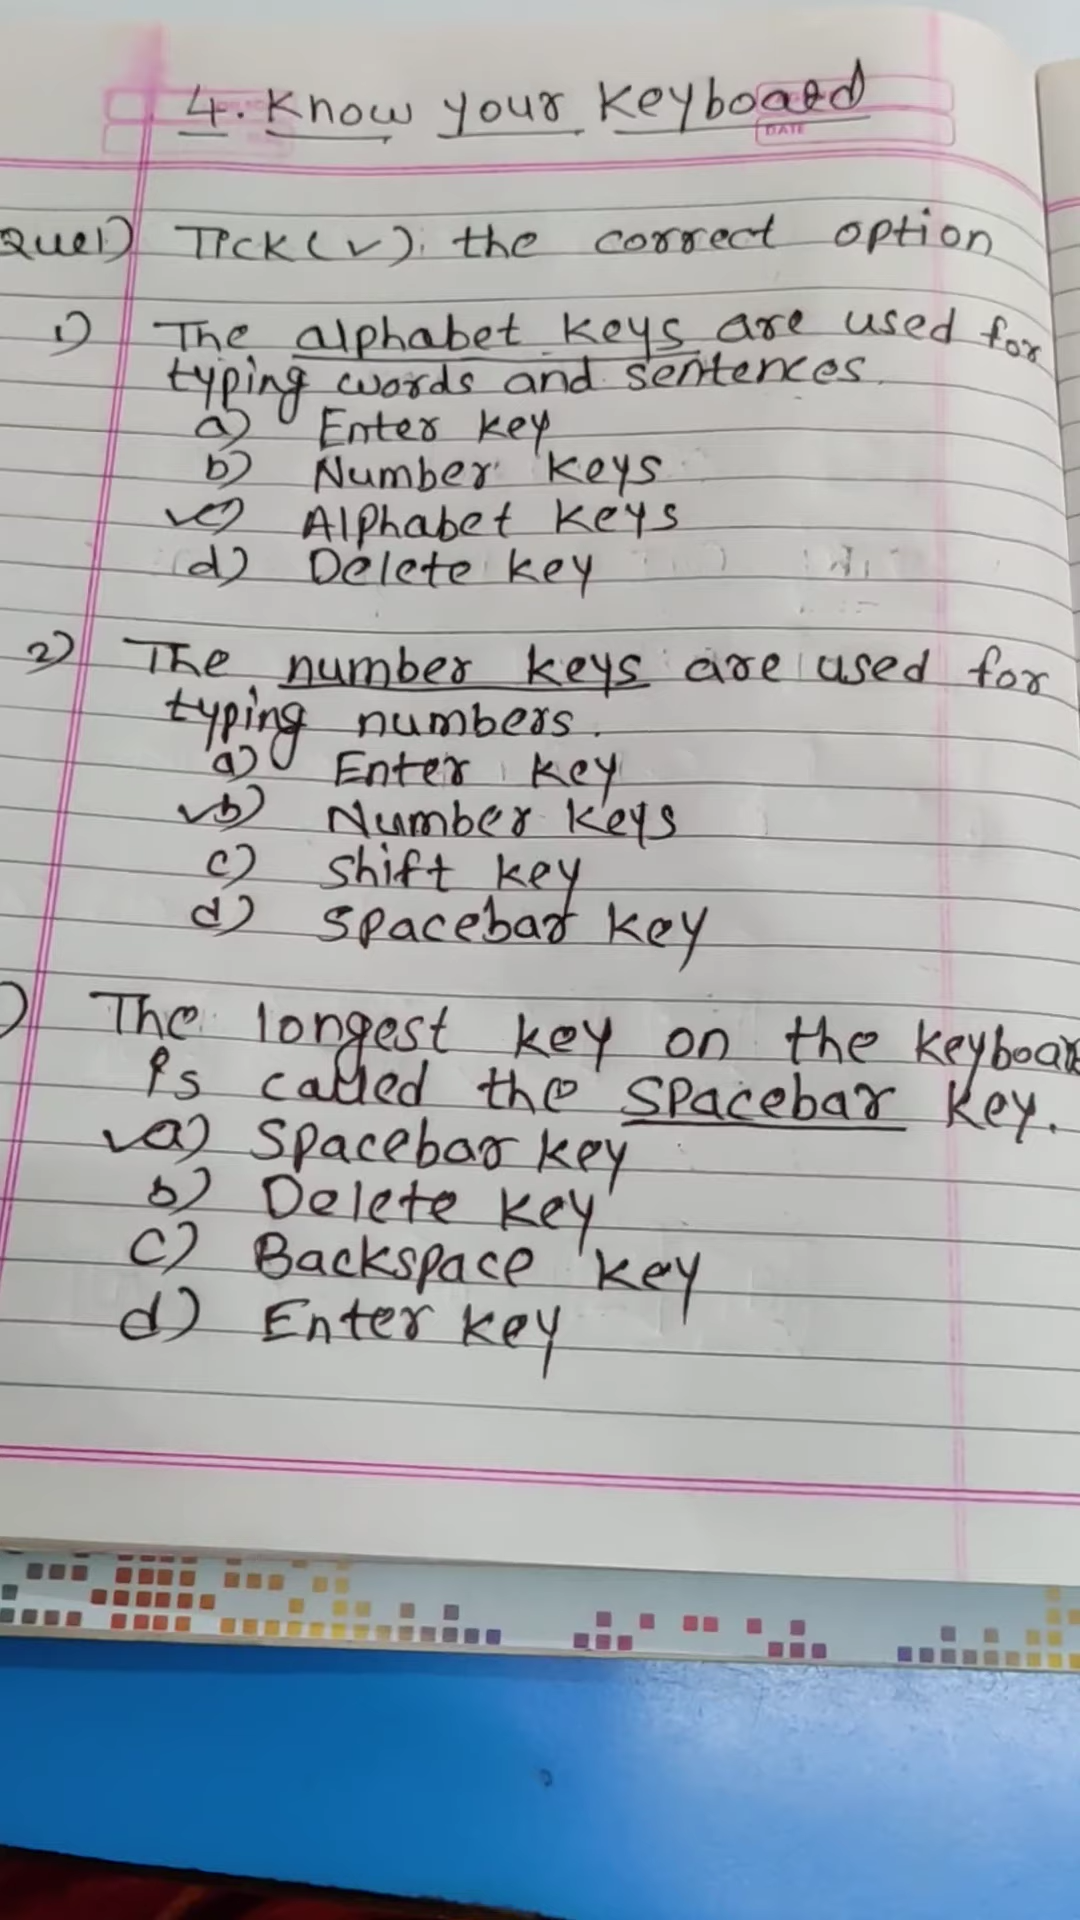 4. Know your Keyboard
DATE
Que1) Tick (✓) the correct option
1) The alphabet keys are used for
typing words and sentences.
a) Enter key
b) Number keys
✓c) Alphabet keys
d) Delete key
2) The number keys are used for
typing numbers.
a) Enter key
✓b) Number keys
c) Shift key
d) Spacebar key
) The longest key on the keyboar
is called the Spacebar key.
✓a) Spacebar key
b) Delete key
c) Backspace key
d) Enter key